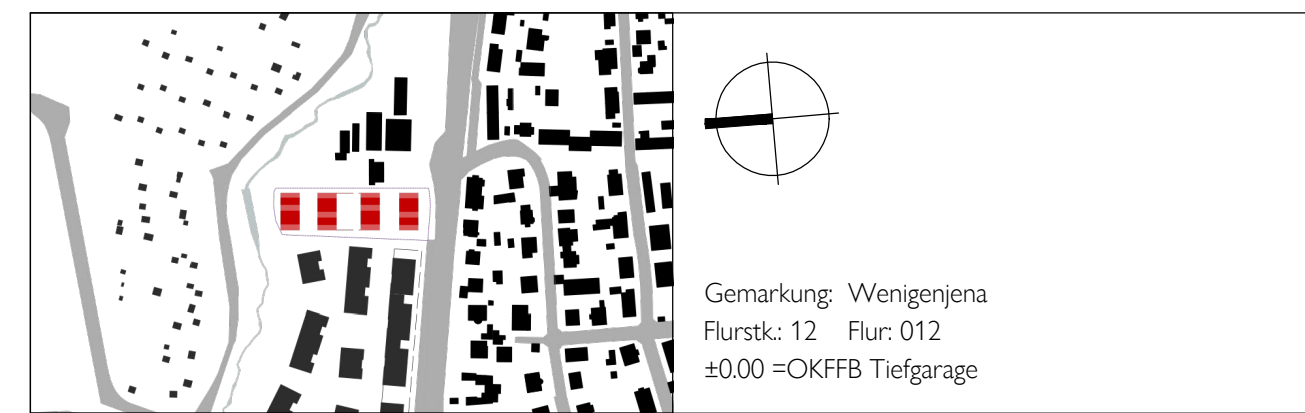 Gemarkung: Wenigenjena
Flurstk.: 12 Flur: 012
±0.00 =OKFFB Tiefgarage